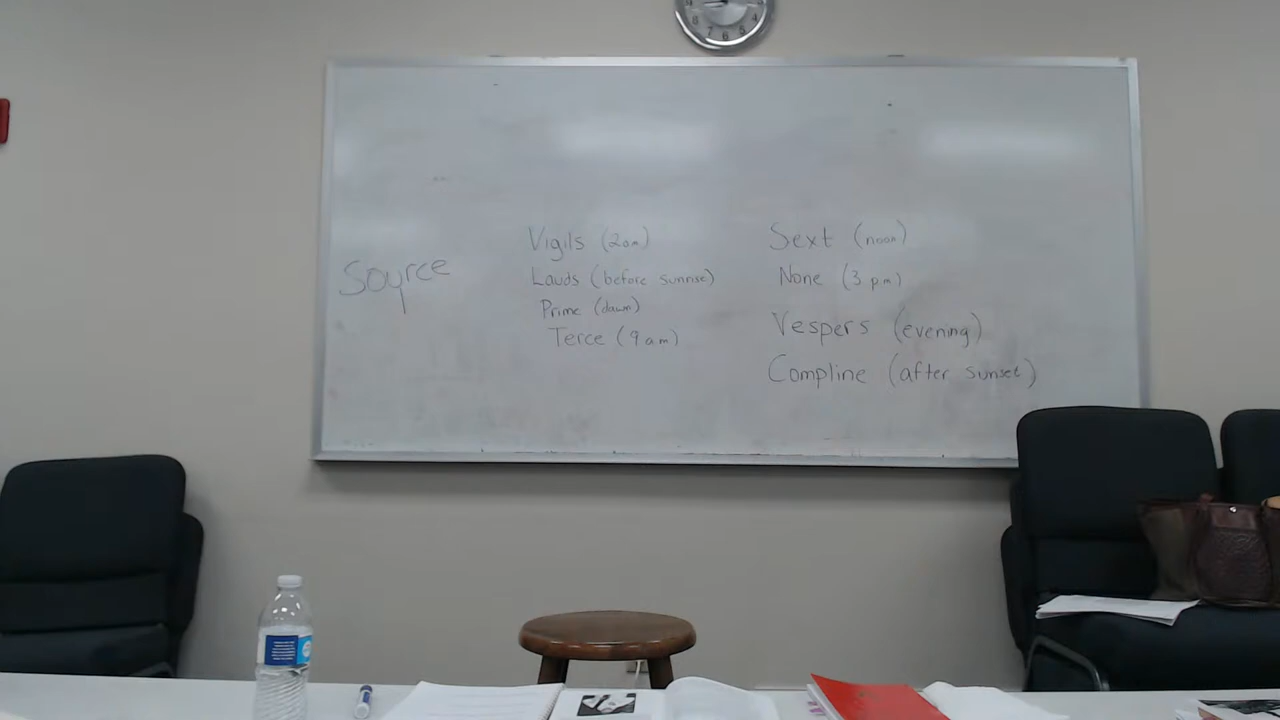 Source
Vigils (2am)
Lauds (before sunrise)
Prime (dawn)
Terce (9am)
Sext (noon)
None (3pm)
Vespers (evening)
Compline (after sunset)